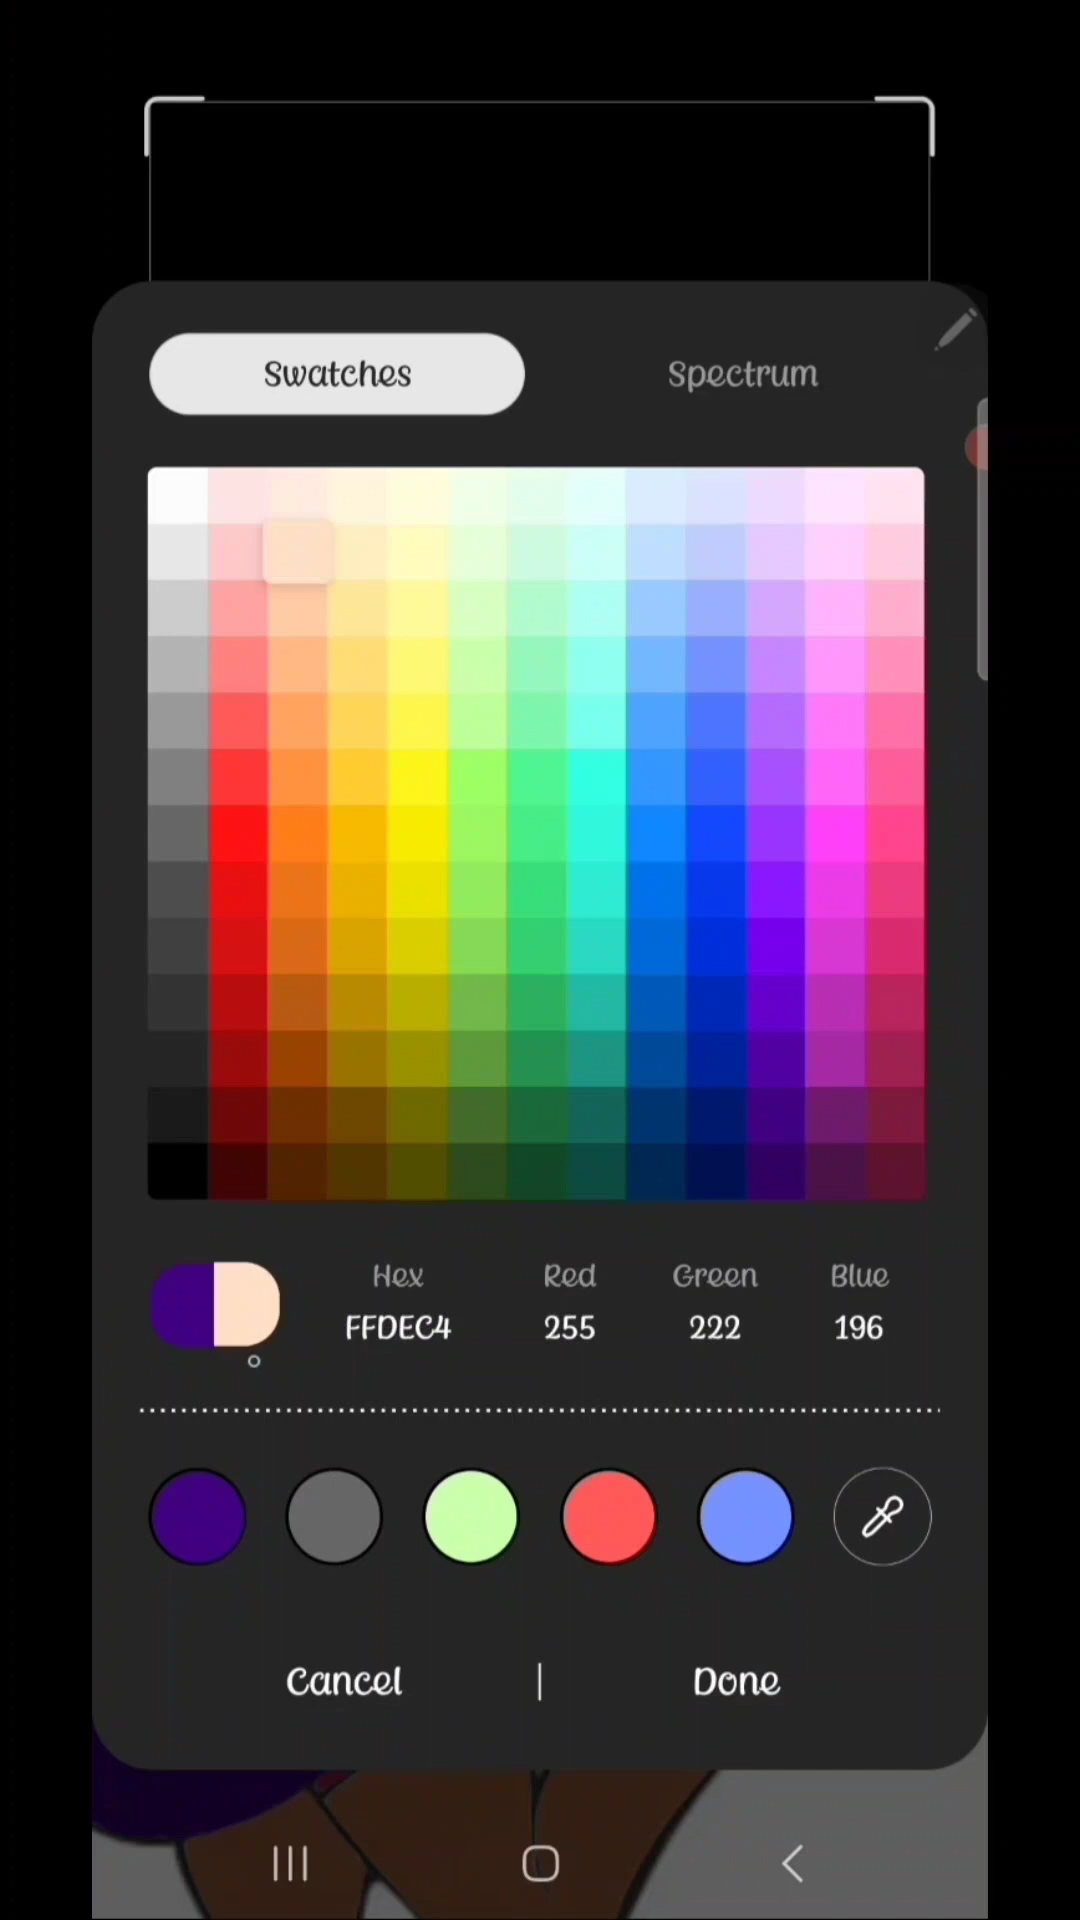 Swatches Spectrum
Hex Red Green Blue
FFDEC4 255 222 196
Cancel | Done